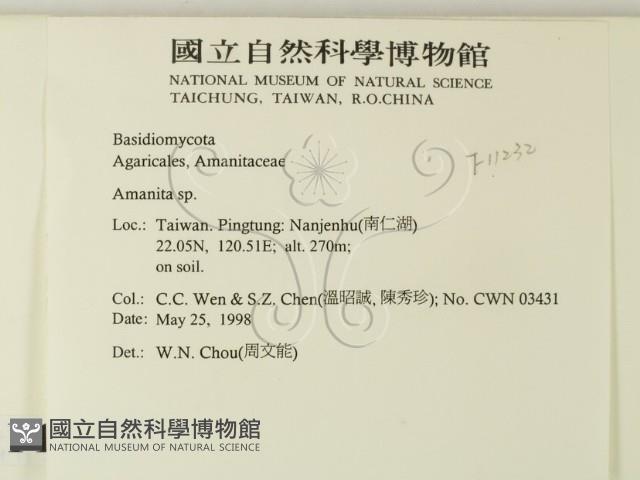 國立自然科學博物館
NATIONAL MUSEUM OF NATURAL SCIENCE
TAICHUNG, TAIWAN, R.O.CHINA
Basidiomycota
Agaricales, Amanitaceae
F11232
Amanita sp.
Loc.: Taiwan. Pingtung: Nanjenhu(南仁湖)
22.05N, 120.51E; alt. 270m;
on soil.
Col.: C.C. Wen & S.Z. Chen(溫昭誠, 陳秀珍); No. CWN 03431
Date: May 25, 1998
Det.: W.N. Chou(周文能)
國立自然科學博物館
NATIONAL MUSEUM OF NATURAL SCIENCE